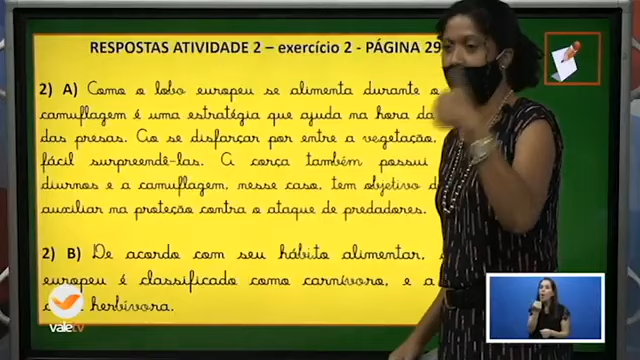 RESPOSTAS ATIVIDADE 2 – exercício 2 - PÁGINA 29
2) A) Como o lobo europeu se alimenta durante o
camuflagem é uma estratégia que ajuda na hora da
das presas. Ao se disfarçar por entre a vegetação,
fácil surpreendê-las. A corça também possui
diurnos e a camuflagem, nesse caso, tem objetivo d
auxiliar na proteção contra o ataque de predadores.
2) B) De acordo com seu hábito alimentar,
europeu é classificado como carnívoro, e a
herbívora.
valetv